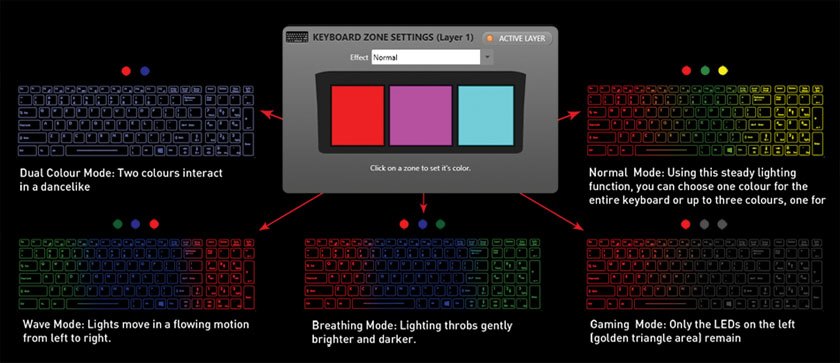 KEYBOARD ZONE SETTINGS (Layer 1)
ACTIVE LAYER
Effect
Normal
Click on a zone to set it's color.
Dual Colour Mode: Two colours interact
in a dancelike
Normal Mode: Using this steady lighting
function, you can choose one colour for the
entire keyboard or up to three colours, one for
Wave Mode: Lights move in a flowing motion
from left to right.
Breathing Mode: Lighting throbs gently
brighter and darker.
Gaming Mode: Only the LEDs on the left
(golden triangle area) remain